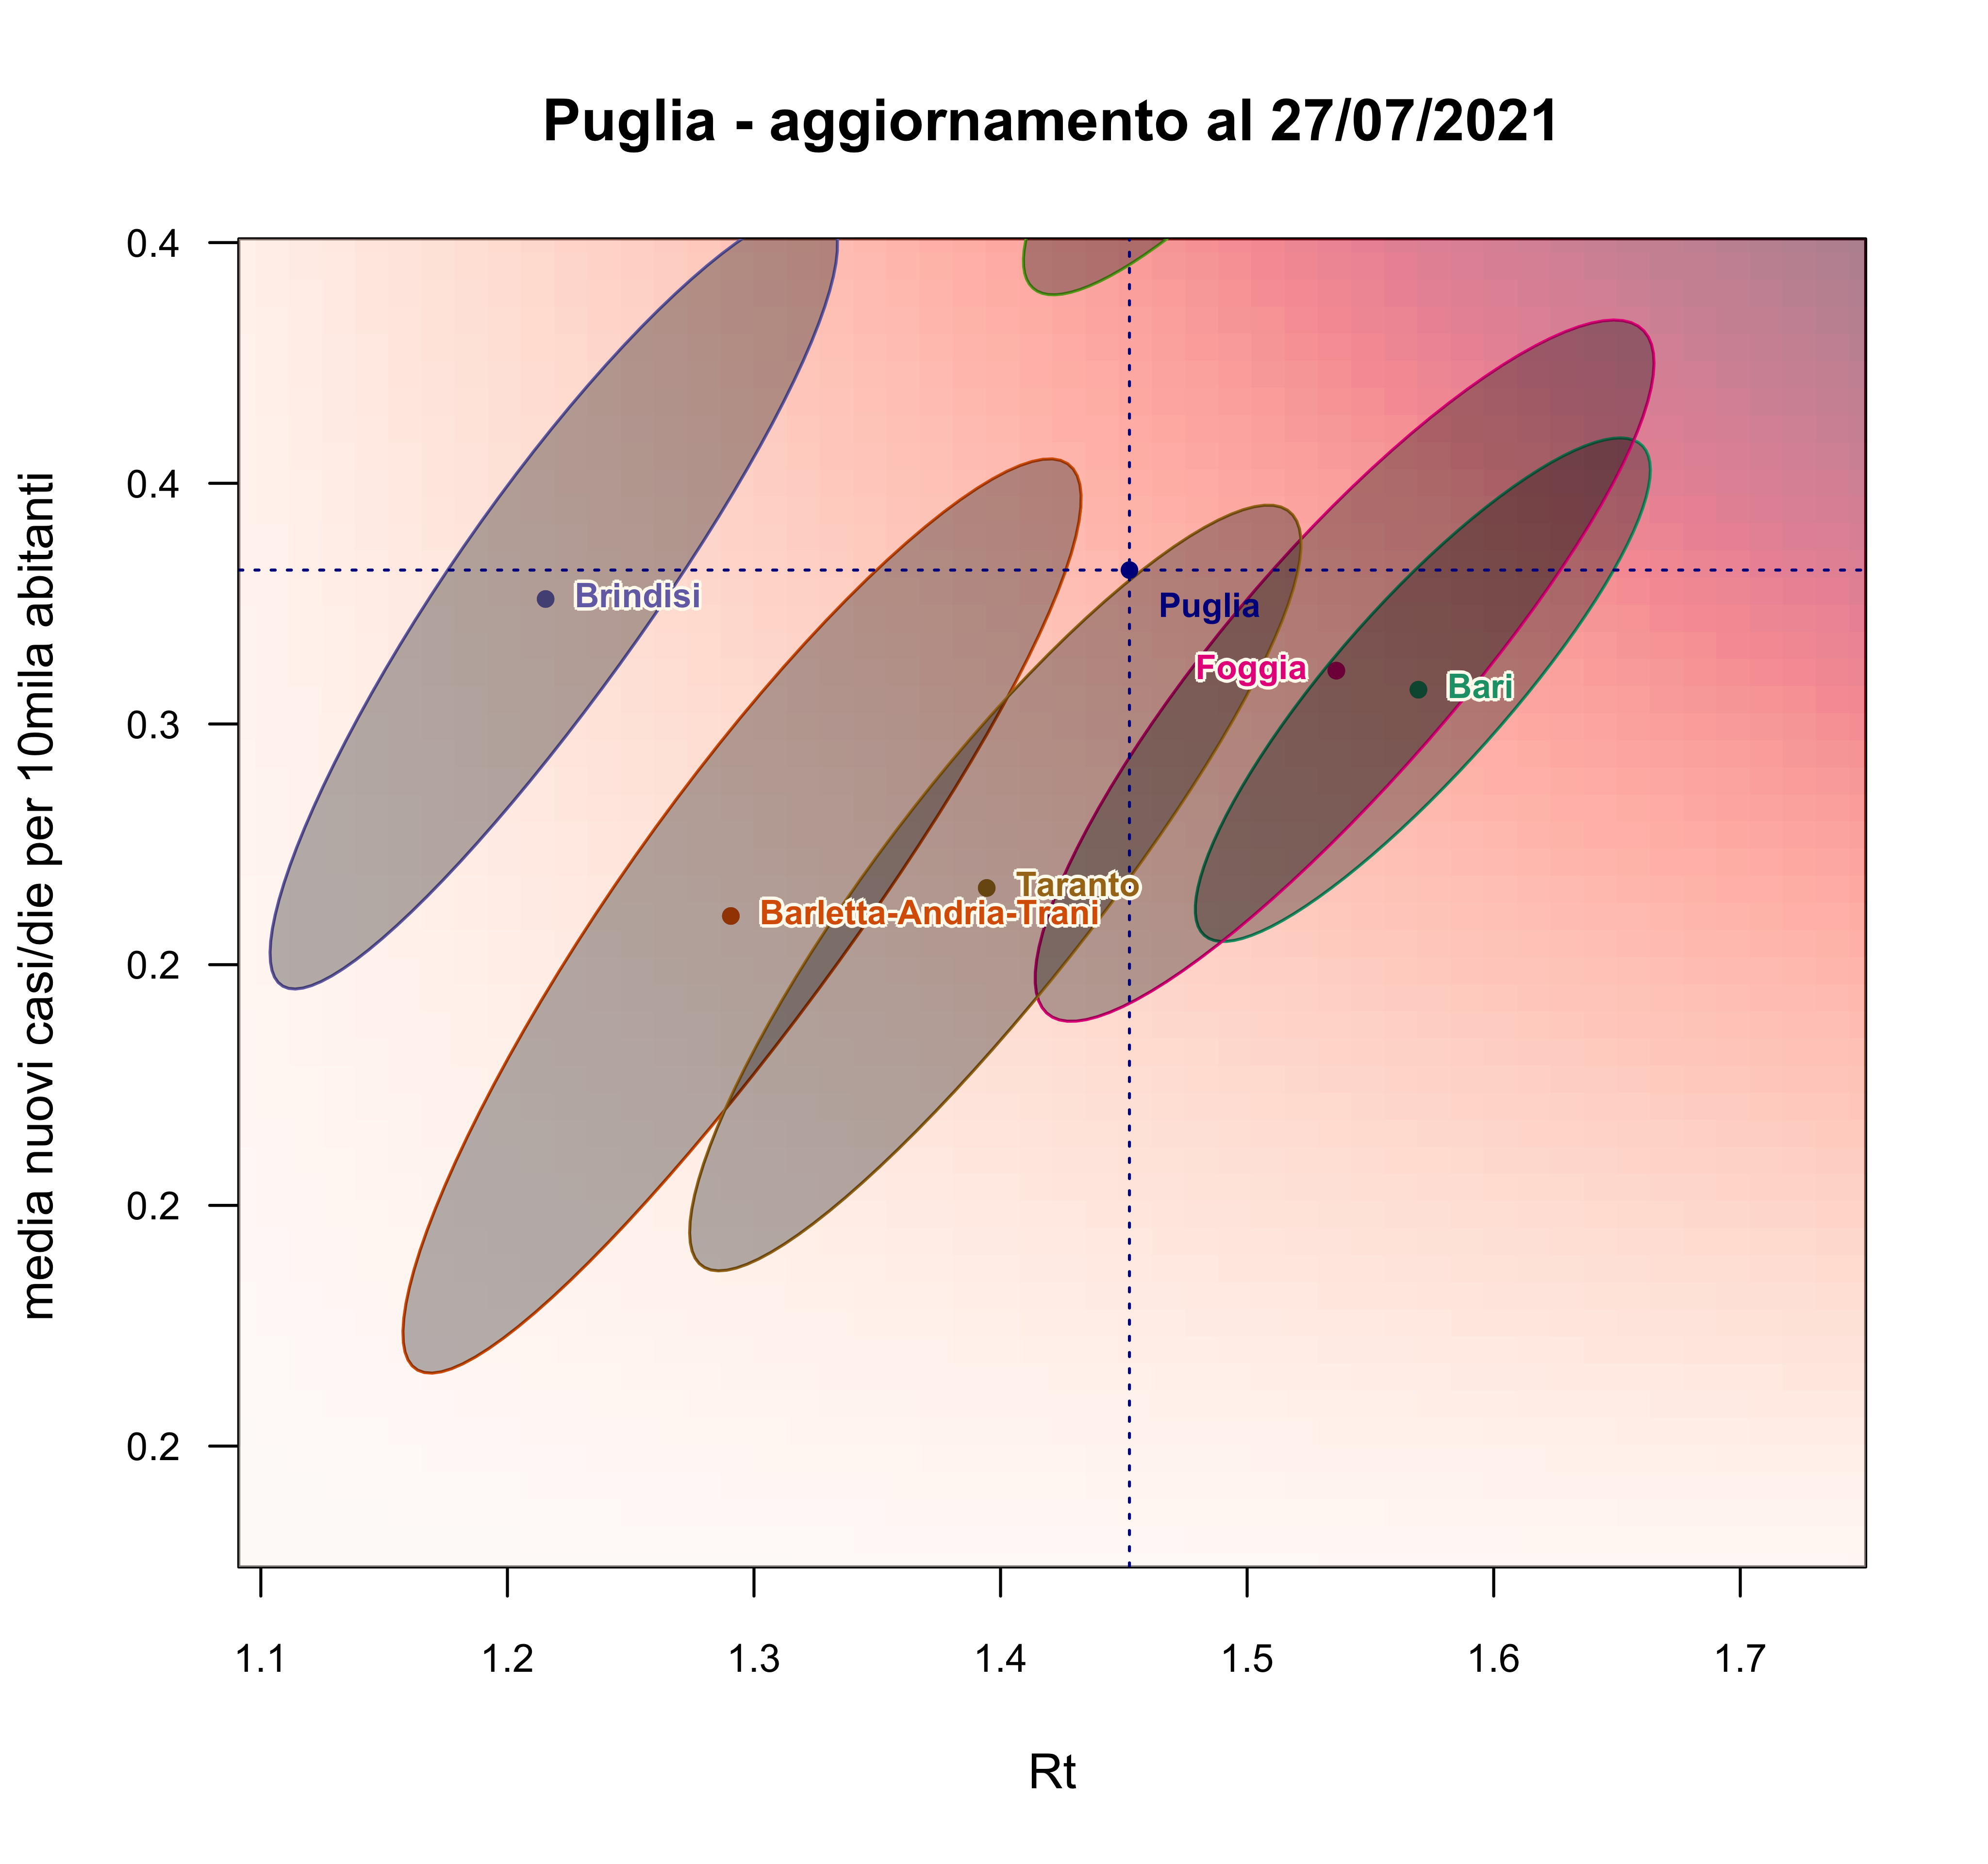 Puglia - aggiornamento al 27/07/2021
media nuovi casi/die per 10mila abitanti
0.4
0.4
0.3
0.2
0.2
0.2
Brindisi
Puglia
Foggia
Bari
Taranto
Barletta-Andria-Trani
1.1
1.2
1.3
1.4
1.5
1.6
1.7
Rt